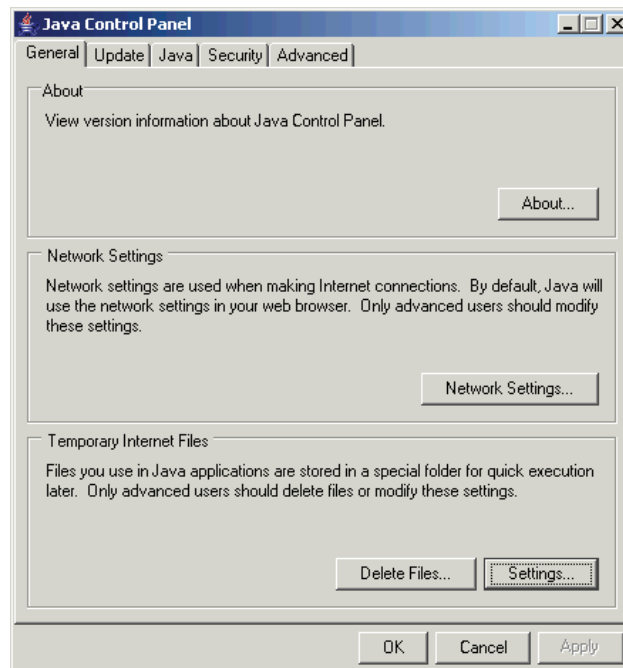 Java Control Panel
General Update Java Security Advanced
About
View version information about Java Control Panel.
About...
Network Settings
Network settings are used when making Internet connections. By default, Java will
use the network settings in your web browser. Only advanced users should modify
these settings.
Network Settings...
Temporary Internet Files
Files you use in Java applications are stored in a special folder for quick execution
later. Only advanced users should delete files or modify these settings.
Delete Files... Settings...
OK Cancel Apply